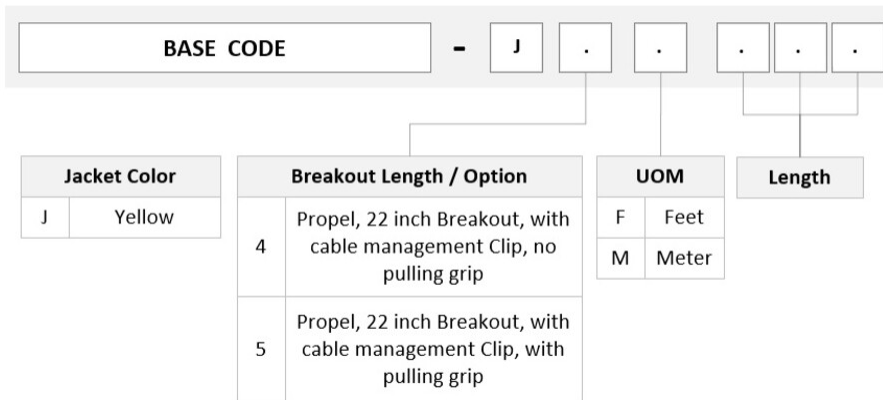 BASE CODE - J . . . . .
Jacket Color
J Yellow
Breakout Length / Option
4 Propel, 22 inch Breakout, with
cable management Clip, no
pulling grip
5 Propel, 22 inch Breakout, with
cable management Clip, with
pulling grip
UOM
F Feet
M Meter
Length